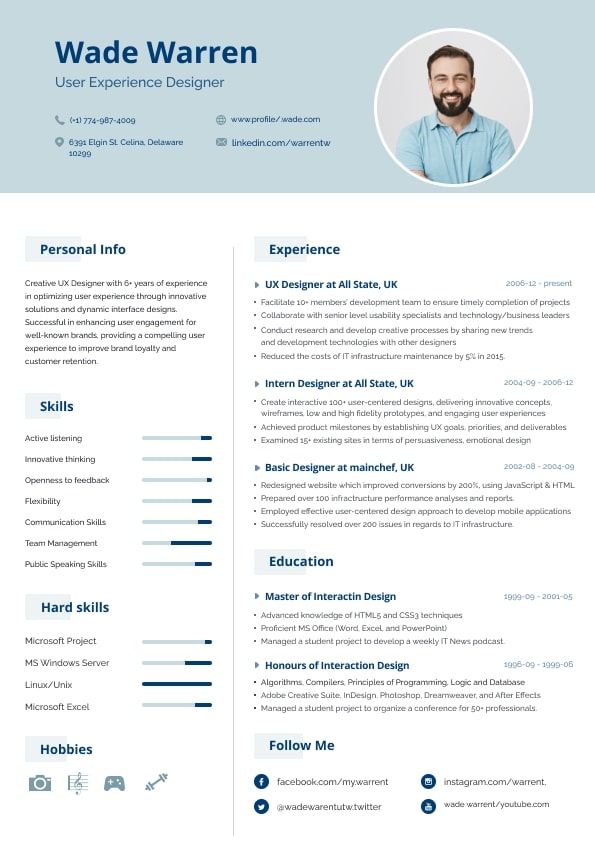 Wade Warren
User Experience Designer
(+1) 774-987-4009
www.profile/.wade.com
6391 Elgin St. Celina, Delaware
10299
linkedin.com/warrentw
Personal Info
Creative UX Designer with 6+ years of experience
in optimizing user experience through innovative
solutions and dynamic interface designs.
Successful in enhancing user engagement for
well-known brands, providing a compelling user
experience to improve brand loyalty and
customer retention.
Skills
Active listening
Innovative thinking
Openness to feedback
Flexibility
Communication Skills
Team Management
Public Speaking Skills
Hard skills
Microsoft Project
MS Windows Server
Linux/Unix
Microsoft Excel
Hobbies
Experience
UX Designer at All State, UK
2006-12 - present
• Facilitate 10+ members' development team to ensure timely completion of projects
• Collaborate with senior level usability specialists and technology/business leaders
• Conduct research and develop creative processes by sharing new trends
and development technologies with other designers
• Reduced the costs of IT infrastructure maintenance by 5% in 2015.
Intern Designer at All State, UK
2004-09 - 2006-12
• Create interactive 100+ user-centered designs, delivering innovative concepts,
wireframes, low and high fidelity prototypes, and engaging user experiences
• Achieved product milestones by establishing UX goals, priorities, and deliverables
• Examined 15+ existing sites in terms of persuasiveness, emotional design
Basic Designer at mainchef, UK
2002-08 - 2004-09
• Redesigned website which improved conversions by 200%, using JavaScript & HTML
• Prepared over 100 infractructure performance analyses and reports.
• Employed effective user-centered design approach to develop mobile applications
• Successfully resolved over 200 issues in regards to IT infrastructure.
Education
Master of Interactin Design
1999-09 - 2001-05
• Advanced knowledge of HTML5 and CSS3 techniques
• Proficient MS Office (Word, Excel, and PowerPoint)
• Managed a student project to develop a weekly IT News podcast.
Honours of Interaction Design
1996-09 - 1999-06
• Algorithms, Compilers, Principles of Programming, Logic and Database
• Adobe Creative Suite, InDesign, Photoshop, Dreamweaver, and After Effects
• Managed a student project to organize a conference for 50+ professionals.
Follow Me
facebook.com/my.warrent
instagram.com/warrent.
@wadewarentutw.twitter
wade warrent/youtube.com